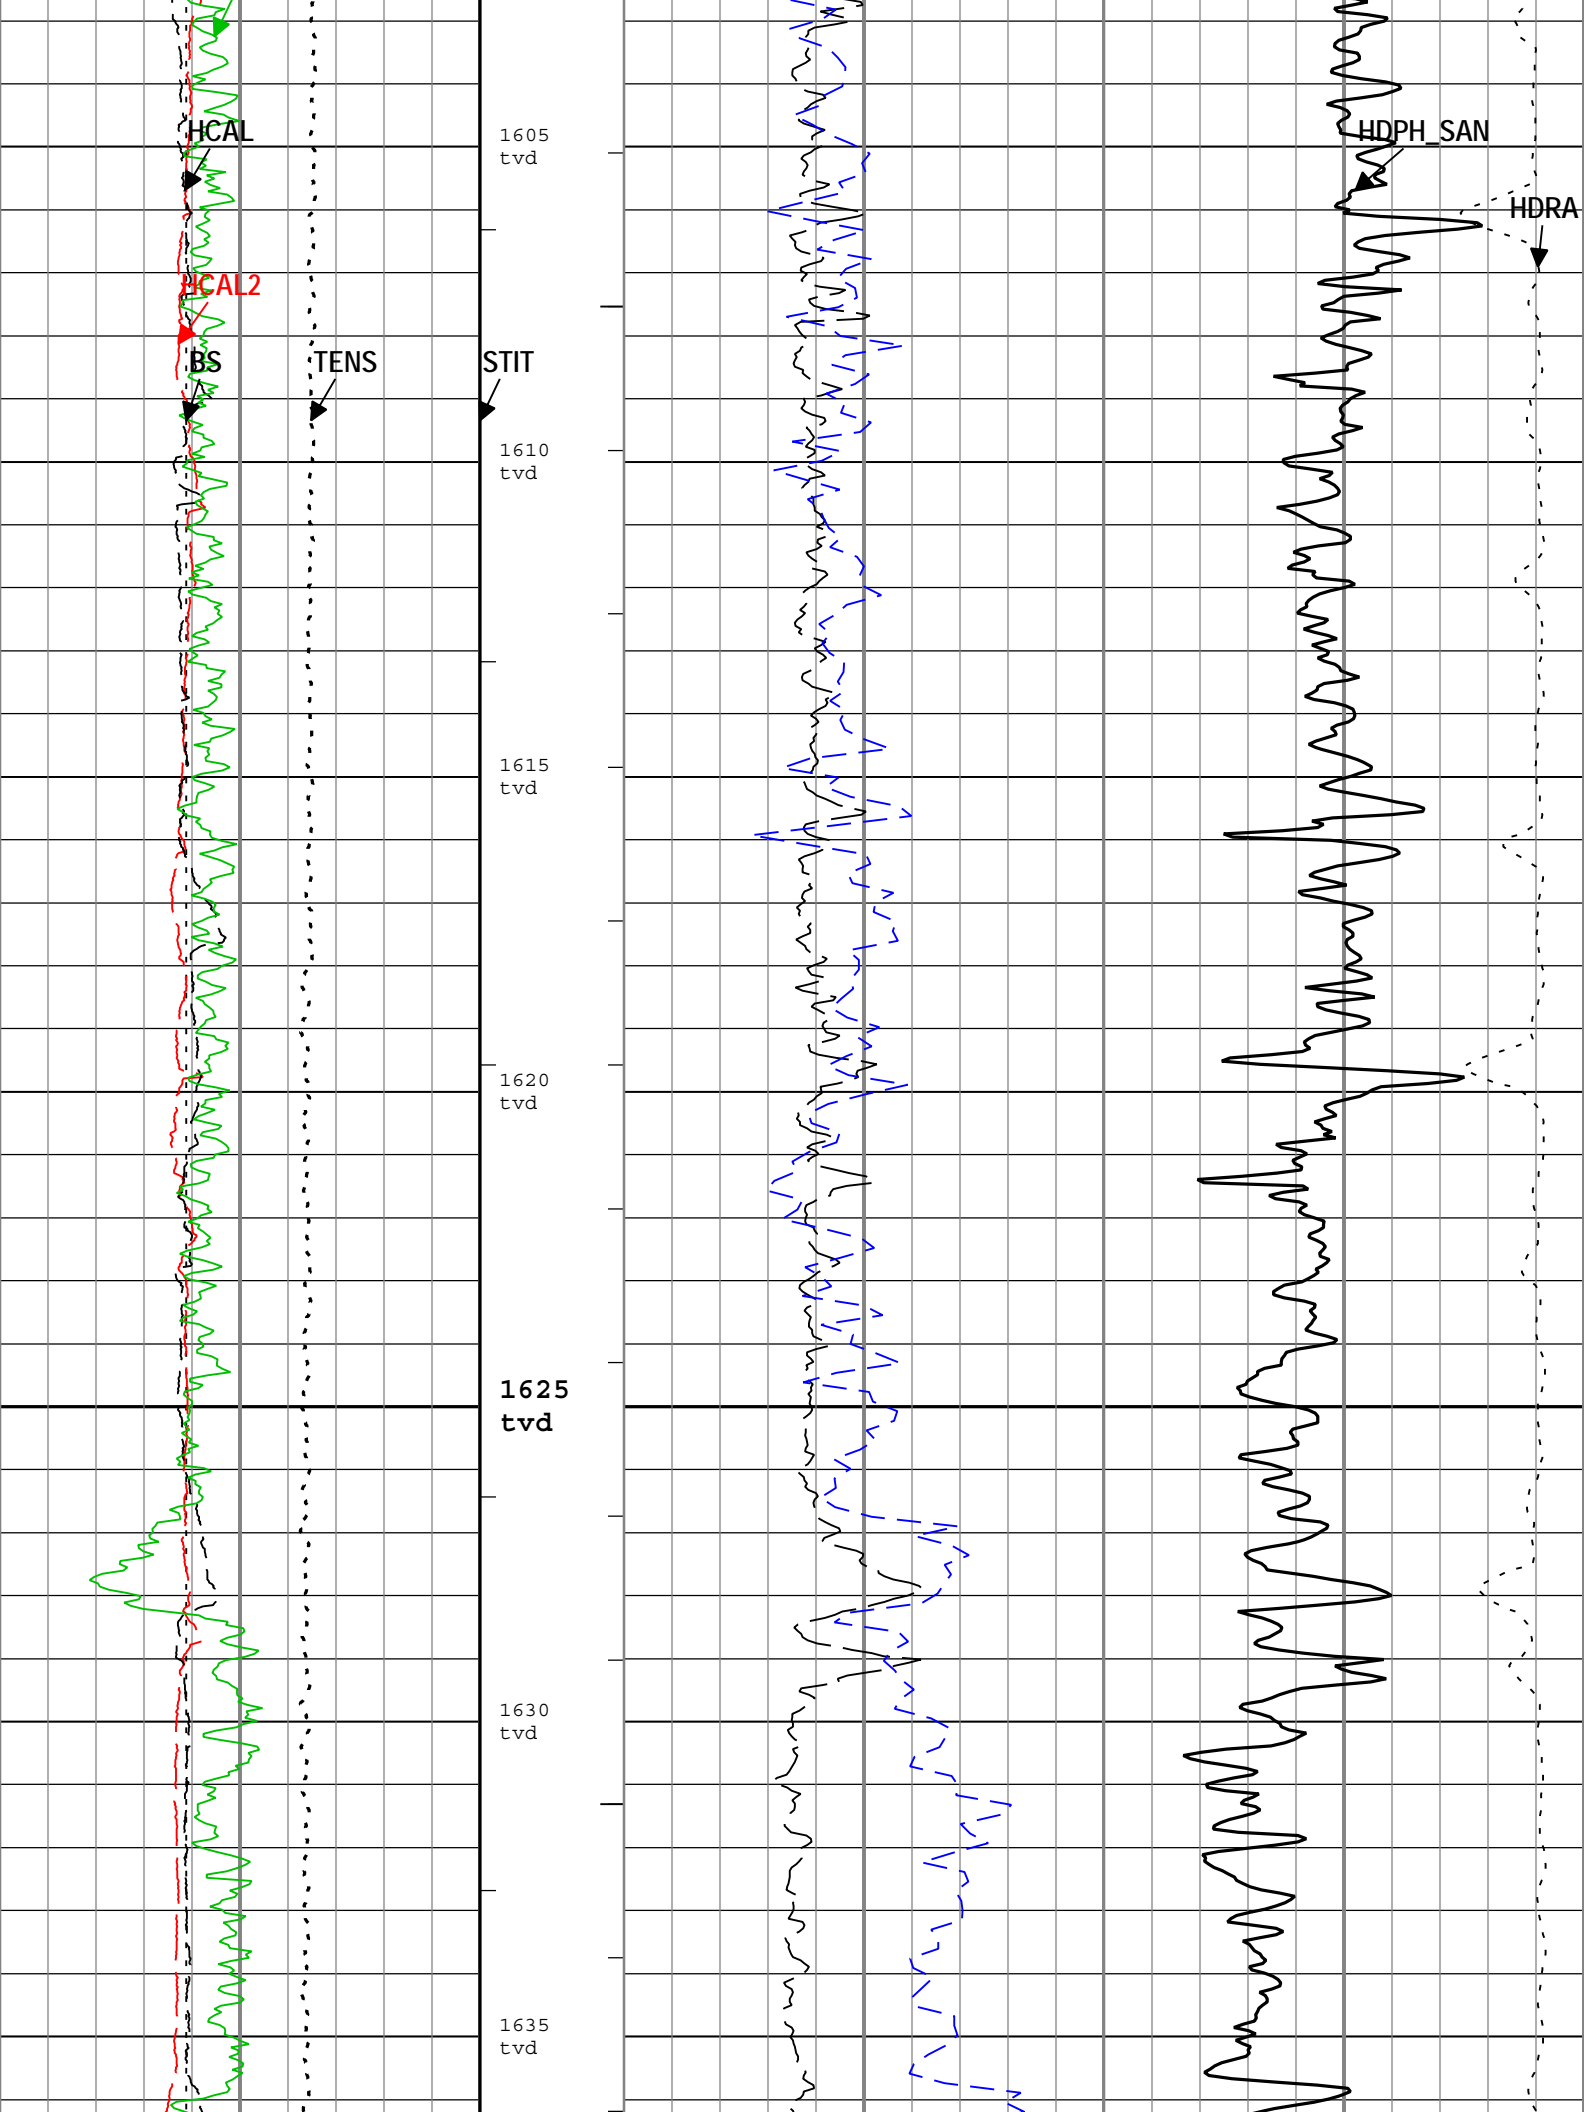 HCAL
1605
tvd
HDPH_SAN
HDRA
HCAL2
BS
TENS
STIT
1610
tvd
1615
tvd
1620
tvd
1625
tvd
1630
tvd
1635
tvd